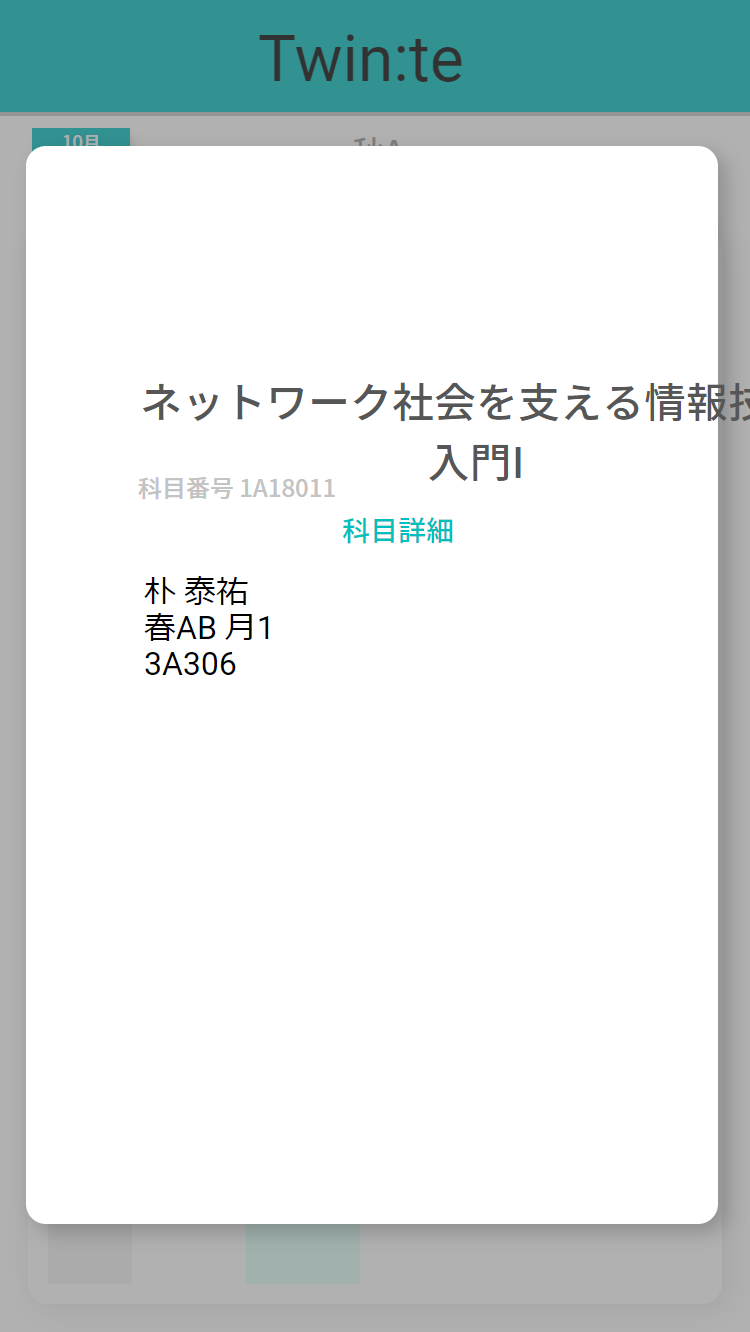 Twin:te
10月
秋A
ネットワーク社会を支える情報技
入門I
科目番号 1A18011
科目詳細
朴 泰祐
春AB 月1
3A306